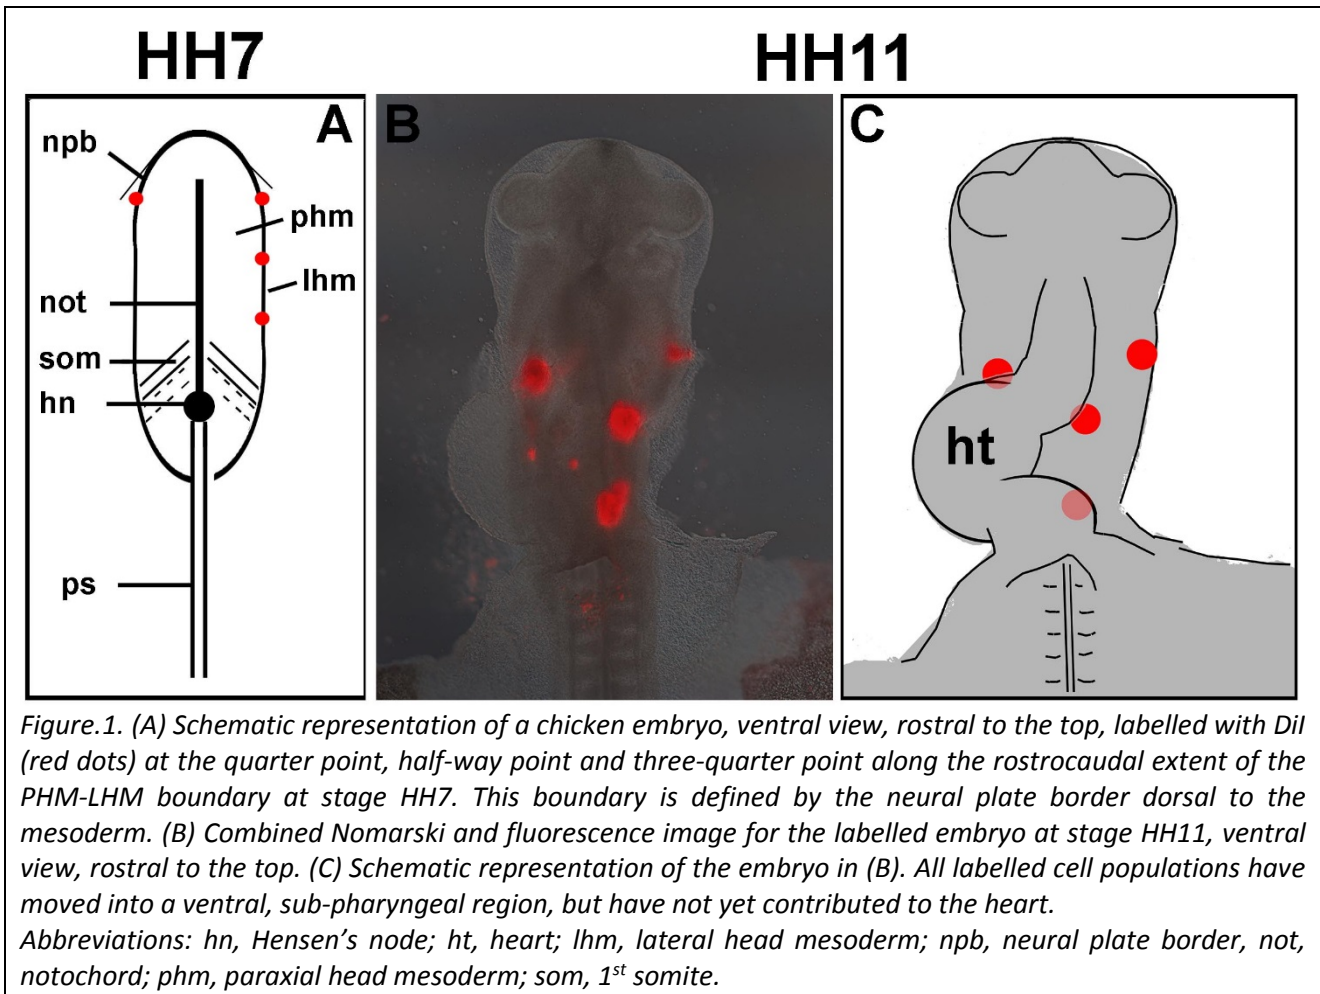 HH7
HH11
A
npb
phm
lhm
not
som
hn
ps
B
C
ht
Figure.1. (A) Schematic representation of a chicken embryo, ventral view, rostral to the top, labelled with DiI
(red dots) at the quarter point, half-way point and three-quarter point along the rostrocaudal extent of the
PHM-LHM boundary at stage HH7. This boundary is defined by the neural plate border dorsal to the
mesoderm. (B) Combined Nomarski and fluorescence image for the labelled embryo at stage HH11, ventral
view, rostral to the top. (C) Schematic representation of the embryo in (B). All labelled cell populations have
moved into a ventral, sub-pharyngeal region, but have not yet contributed to the heart.
Abbreviations: hn, Hensen’s node; ht, heart; lhm, lateral head mesoderm; npb, neural plate border, not,
notochord; phm, paraxial head mesoderm; som, 1st somite.